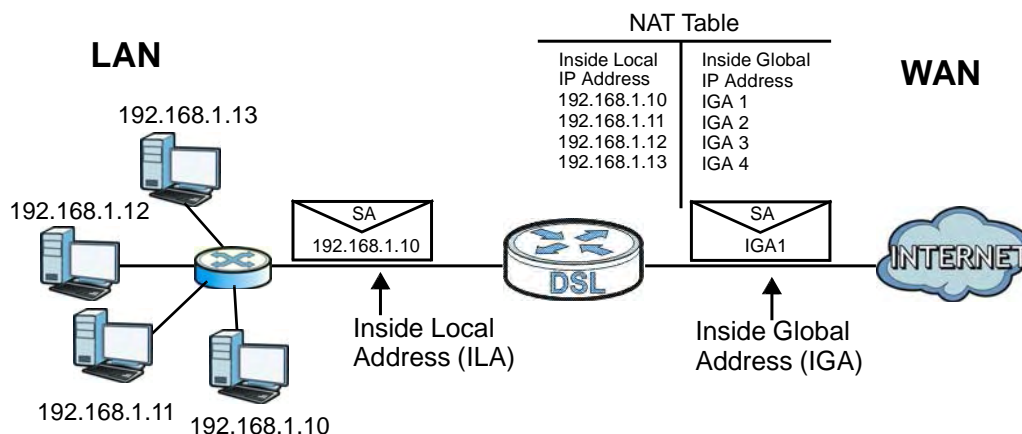 NAT Table
LAN
WAN
Inside Local
IP Address
192.168.1.10
192.168.1.11
192.168.1.12
192.168.1.13
Inside Global
IP Address
IGA 1
IGA 2
IGA 3
IGA 4
192.168.1.13
192.168.1.12
192.168.1.11
192.168.1.10
SA
192.168.1.10
Inside Local
Address (ILA)
DSL
SA
IGA1
Inside Global
Address (IGA)
INTERNET